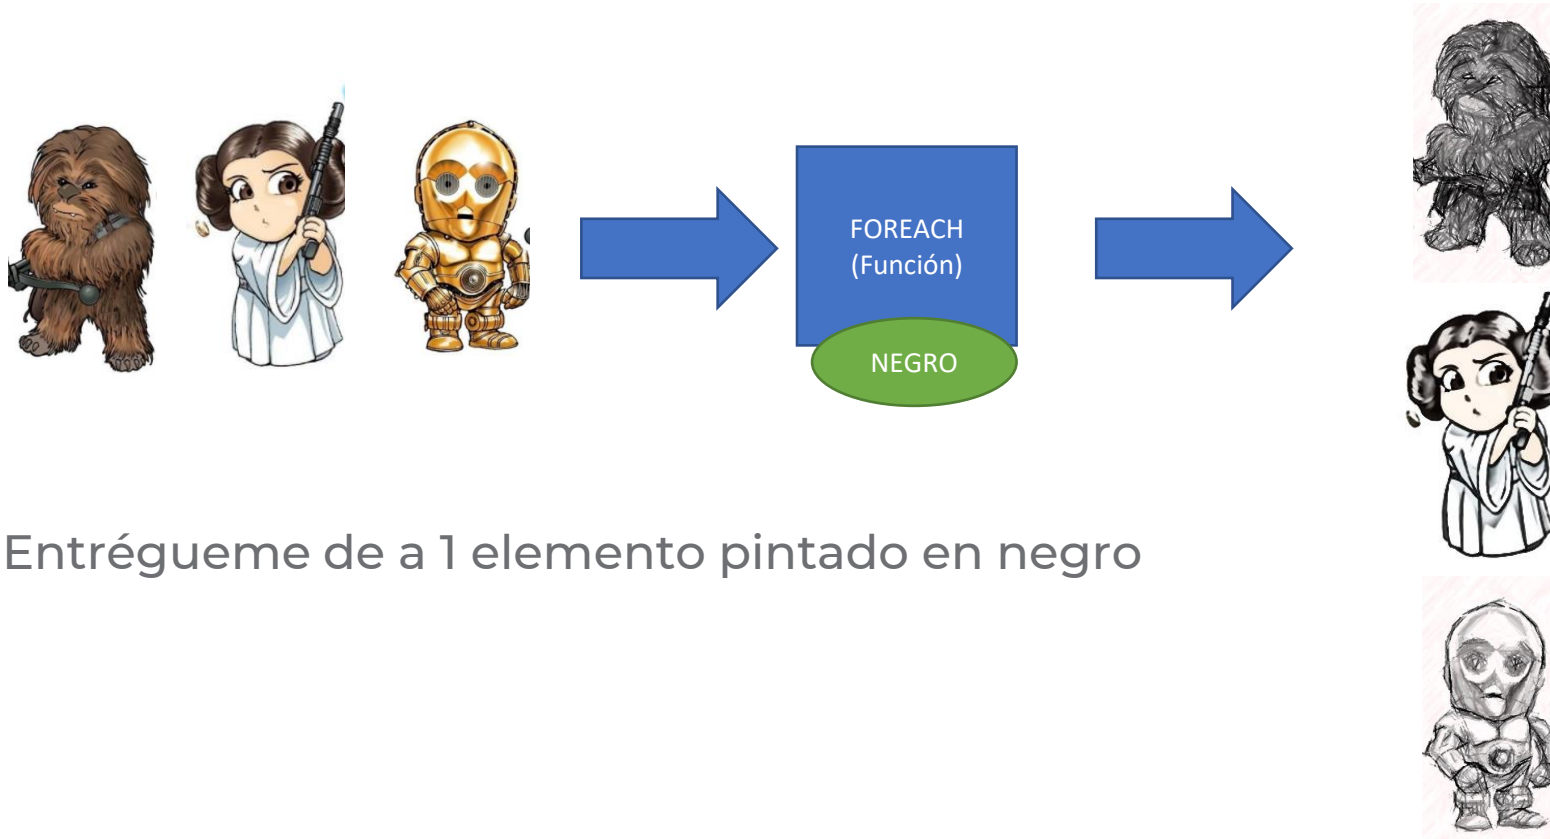 FOREACH
(Función)
NEGRO
Entrégueme de a 1 elemento pintado en negro